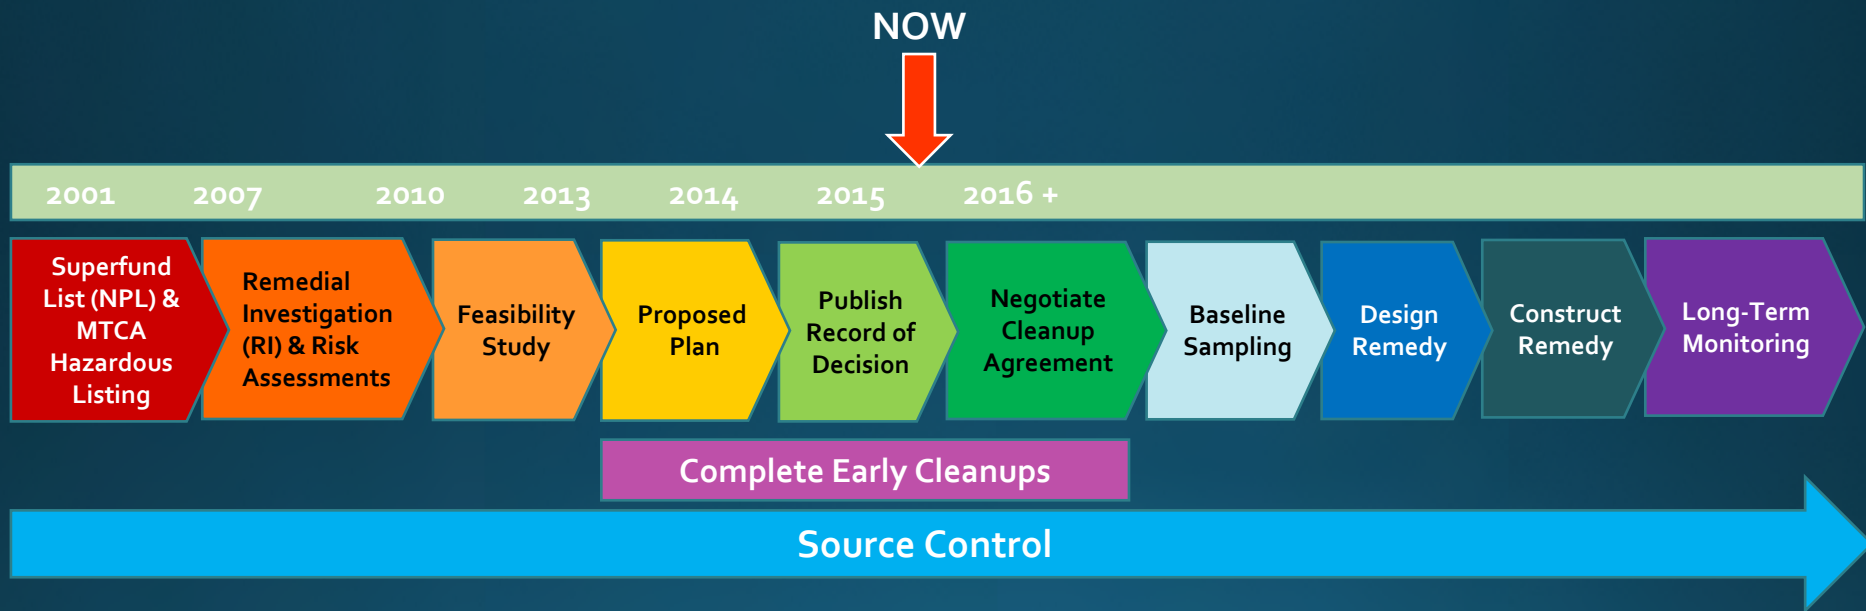 NOW
2001 2007 2010 2013 2014 2015 2016 +
Superfund
List (NPL) &
MTCA
Hazardous
Listing
Remedial
Investigation
(RI) & Risk
Assessments
Feasibility
Study
Proposed
Plan
Publish
Record of
Decision
Negotiate
Cleanup
Agreement
Baseline
Sampling
Design
Remedy
Construct
Remedy
Long-Term
Monitoring
Complete Early Cleanups
Source Control